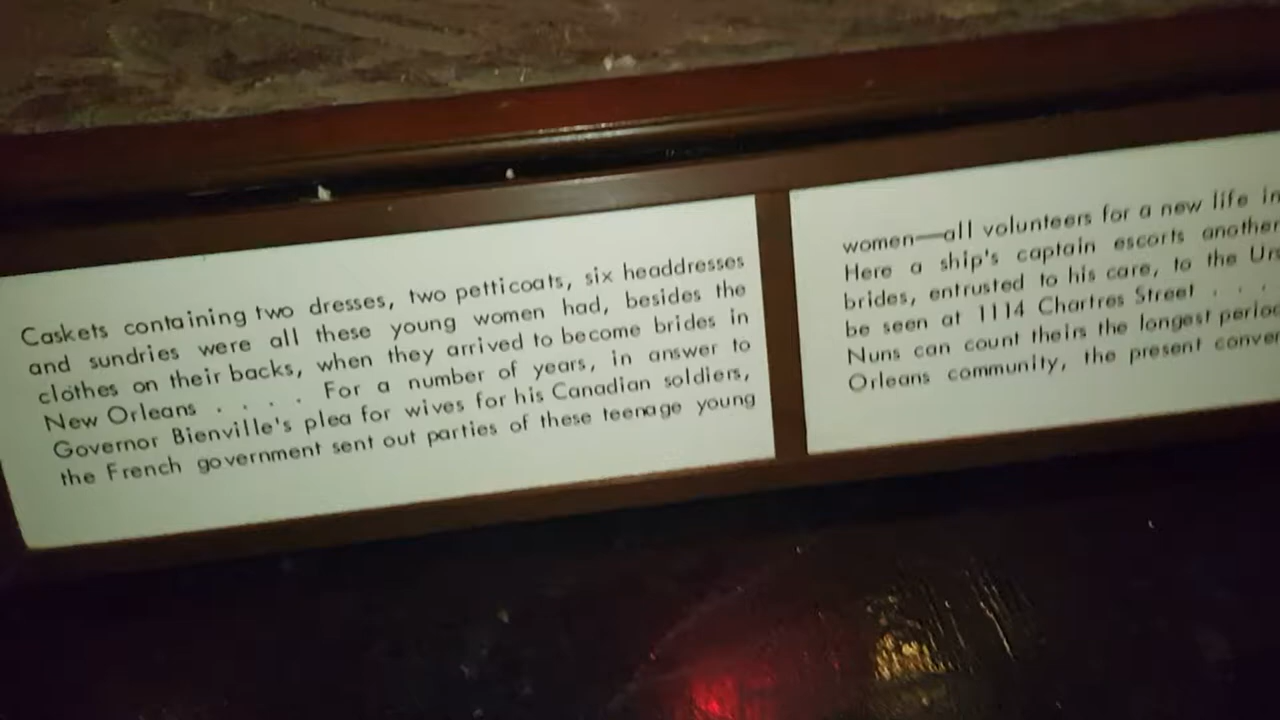 Caskets containing two dresses, two petticoats, six headdresses
and sundries were all these young women had, besides the
clothes on their backs, when they arrived to become brides in
New Orleans . . . . For a number of years, in answer to
Governor Bienville's plea for wives for his Canadian soldiers,
the French government sent out parties of these teenage young
women—all volunteers for a new life in
Here a ship's captain escorts another
brides, entrusted to his care, to the
be seen at 1114 Chartres Street . . .
Nuns can count theirs the longest
Orleans community, the present